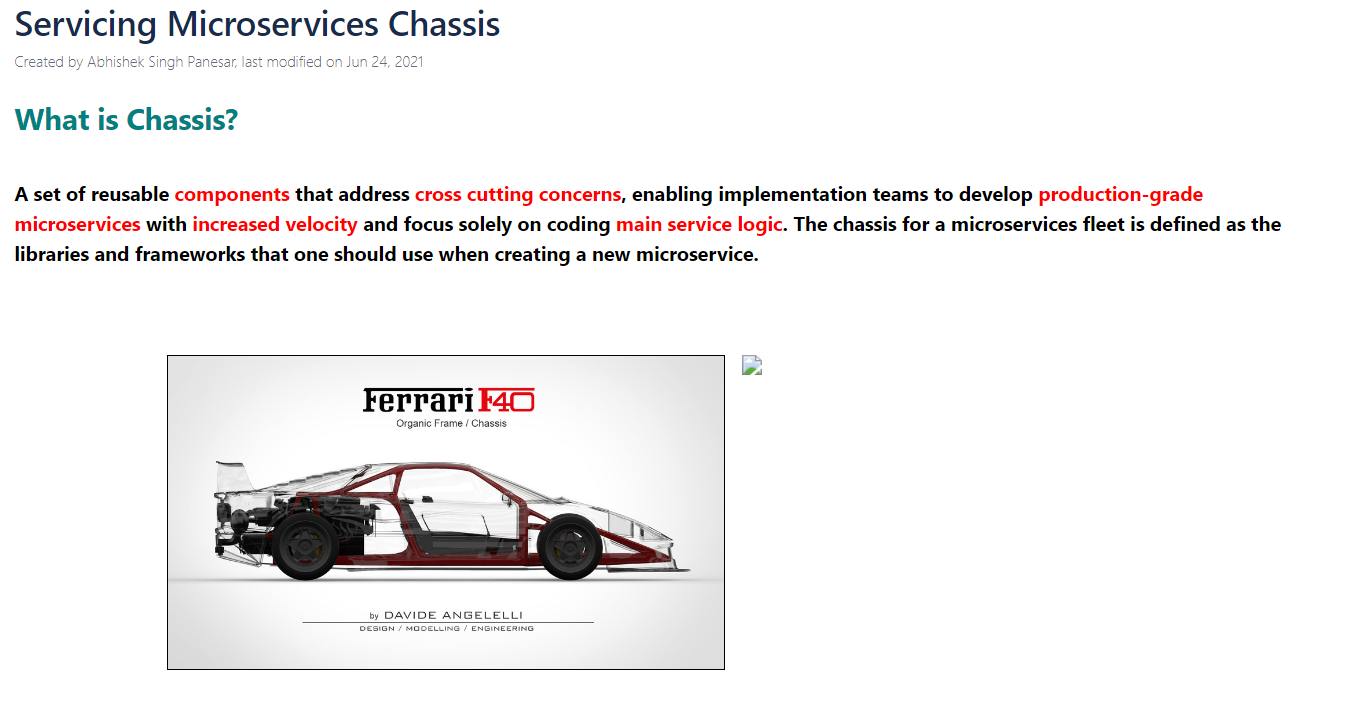 Servicing Microservices Chassis
Created by Abhishek Singh Panesar, last modified on Jun 24, 2021
What is Chassis?
A set of reusable components that address cross cutting concerns, enabling implementation teams to develop production-grade
microservices with increased velocity and focus solely on coding main service logic. The chassis for a microservices fleet is defined as the
libraries and frameworks that one should use when creating a new microservice.
Ferrari F40
Organic Frame / Chassis
by DAVIDE ANGELELLI
DESIGN / MODELLING / ENGINEERING